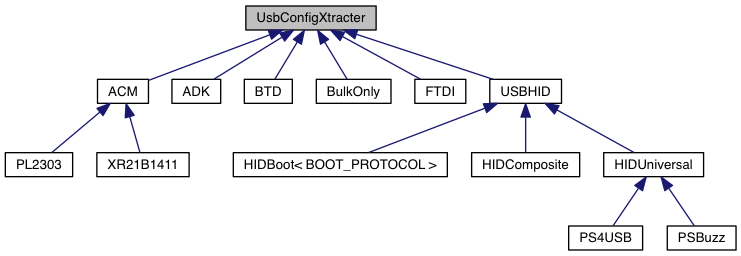 UsbConfigXtracter
ACM
ADK
BTD
BulkOnly
FTDI
USBHID
PL2303
XR21B1411
HIDBoot< BOOT_PROTOCOL >
HIDComposite
HIDUniversal
PS4USB
PSBuzz